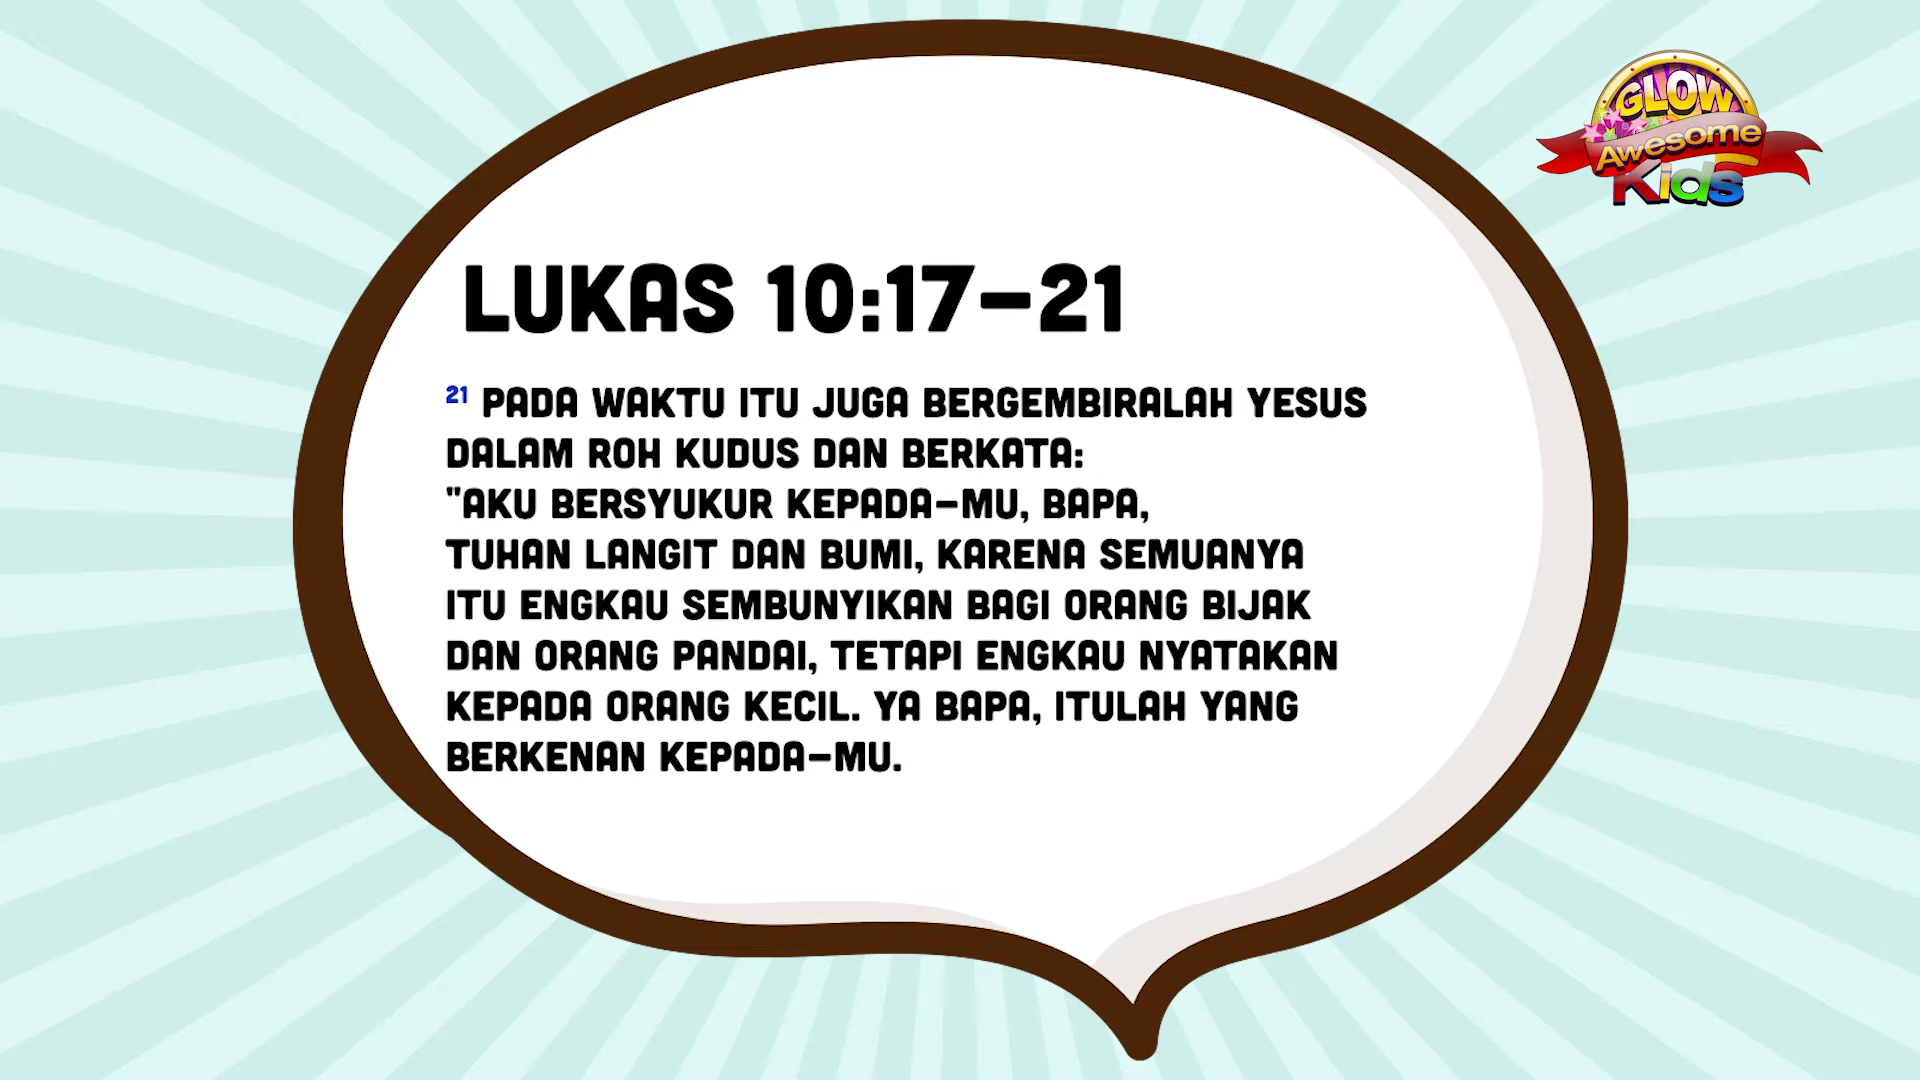 GLOW
Awesome
Kids
LUKAS 10:17-21
21 PADA WAKTU ITU JUGA BERGEMBIRALAH YESUS
DALAM ROH KUDUS DAN BERKATA:
"AKU BERSYUKUR KEPADA-MU, BAPA,
TUHAN LANGIT DAN BUMI, KARENA SEMUANYA
ITU ENGKAU SEMBUNYIKAN BAGI ORANG BIJAK
DAN ORANG PANDAI, TETAPI ENGKAU NYATAKAN
KEPADA ORANG KECIL. YA BAPA, ITULAH YANG
BERKENAN KEPADA-MU.